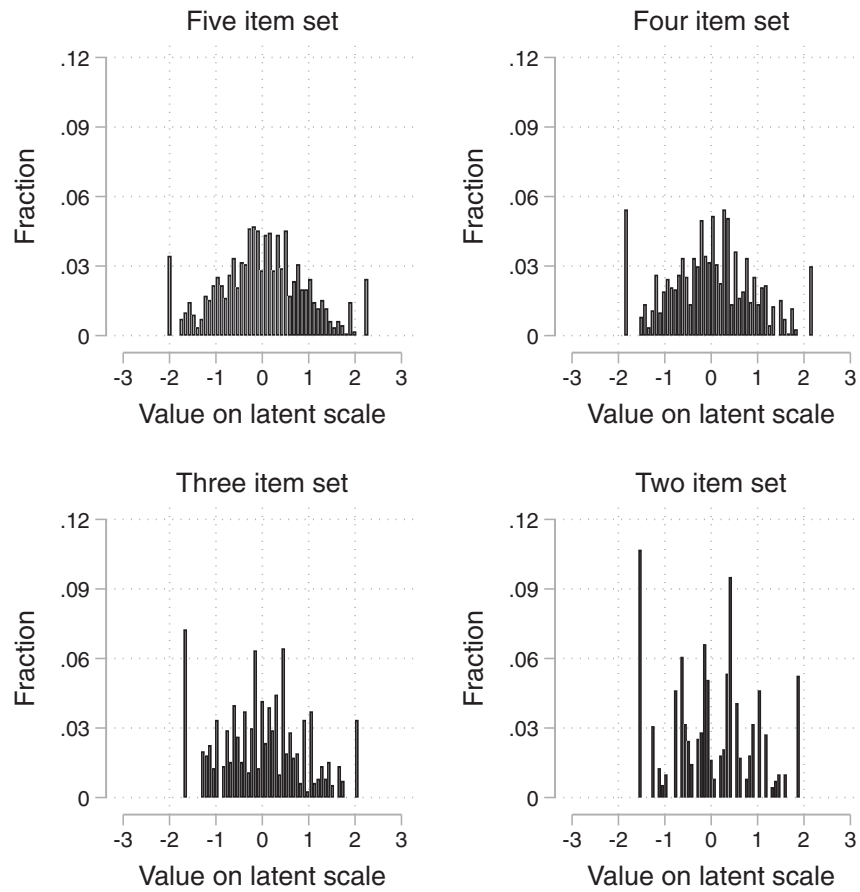 Five item set
.12
.09
.06
.03
0
Fraction
-3 -2 -1 0 1 2 3
Value on latent scale
Four item set
.12
.09
.06
.03
0
Fraction
-3 -2 -1 0 1 2 3
Value on latent scale
Three item set
.12
.09
.06
.03
0
Fraction
-3 -2 -1 0 1 2 3
Value on latent scale
Two item set
.12
.09
.06
.03
0
Fraction
-3 -2 -1 0 1 2 3
Value on latent scale